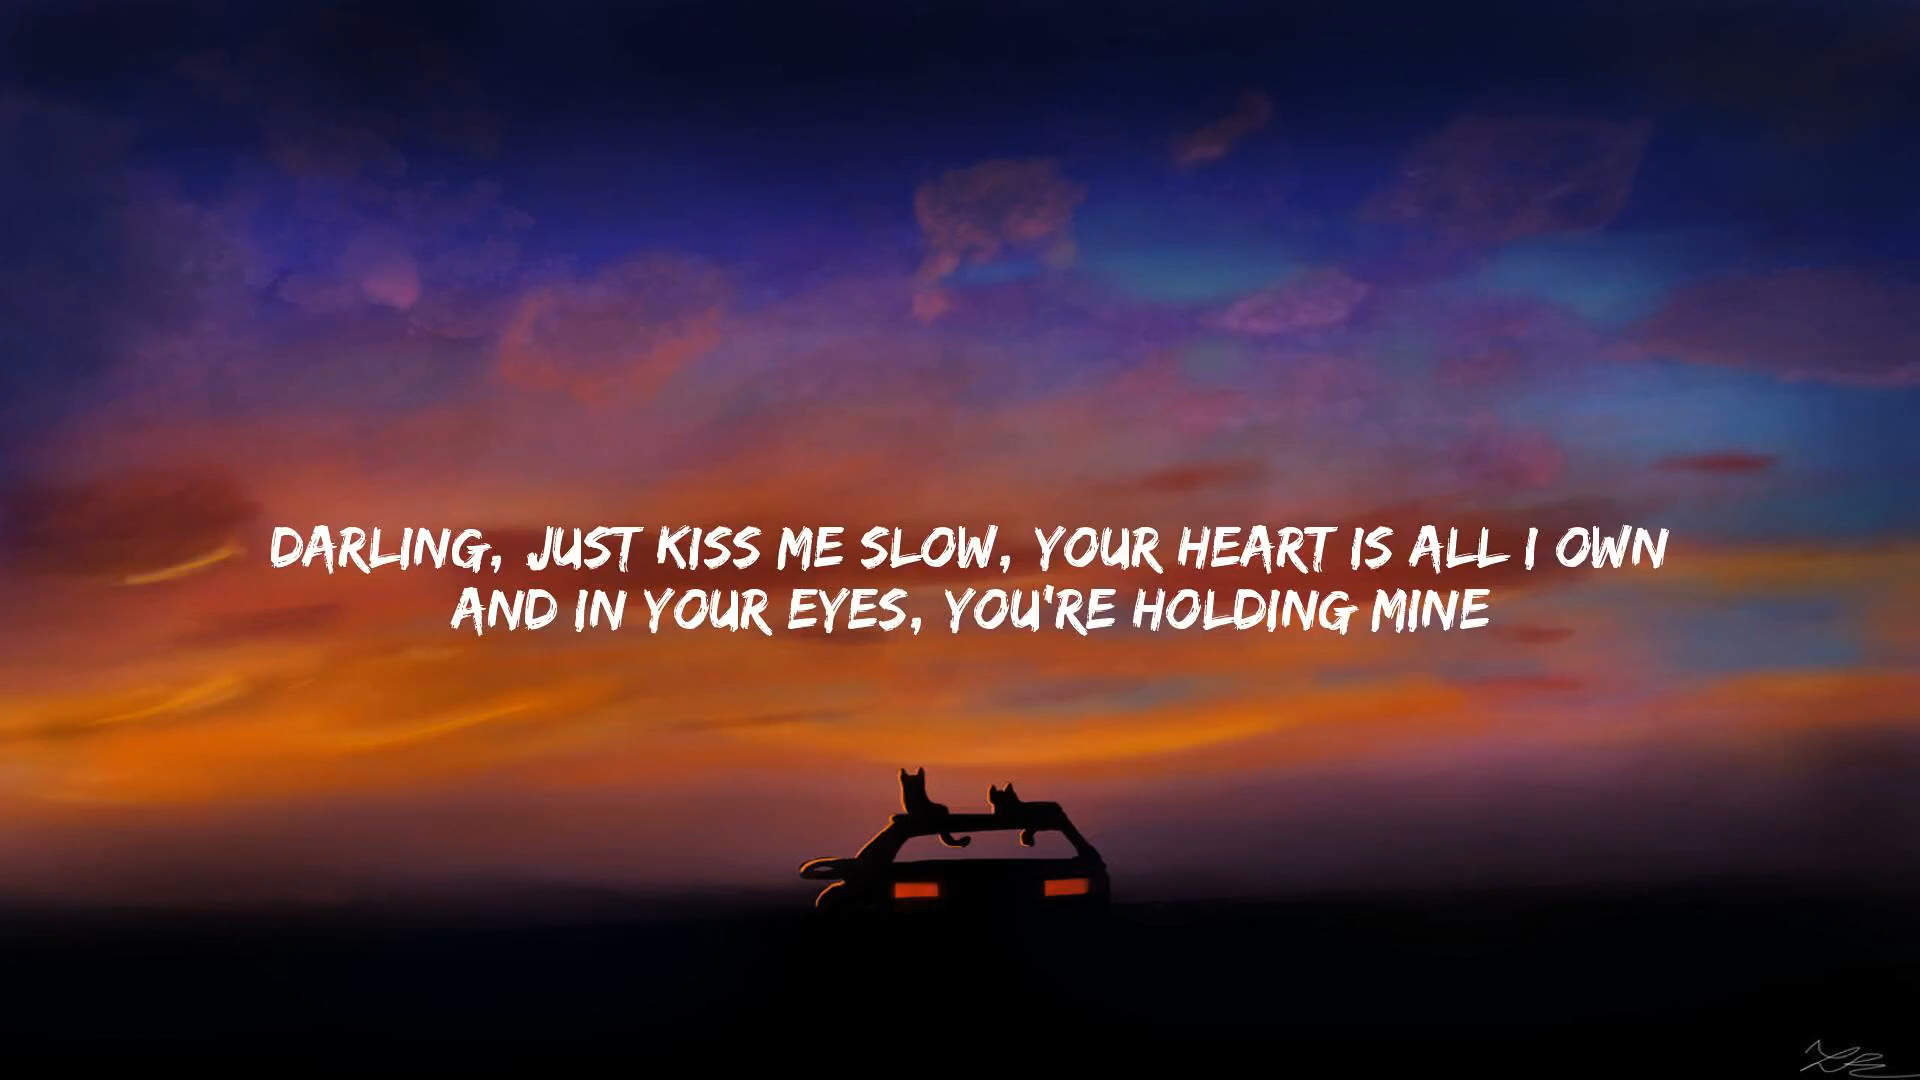 DARLING, JUST KISS ME SLOW, YOUR HEART IS ALL I OWN
AND IN YOUR EYES, YOU'RE HOLDING MINE